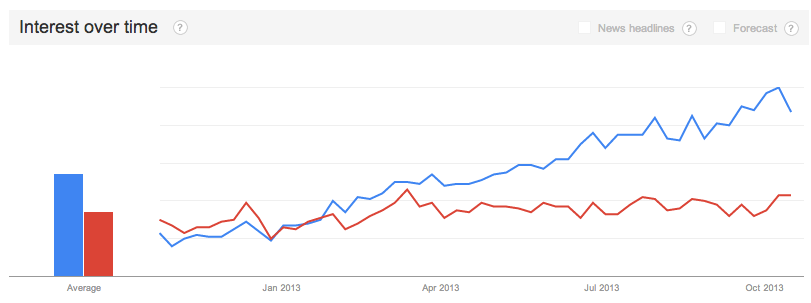 Interest over time ?
News headlines ? Forecast ?
Average Jan 2013 Apr 2013 Jul 2013 Oct 2013